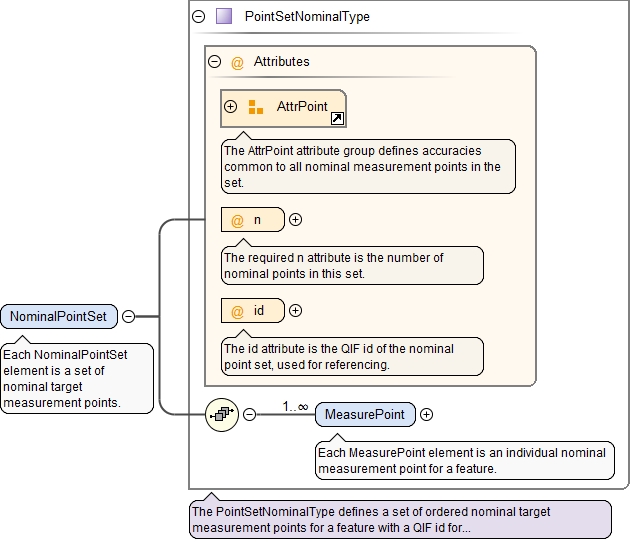 PointSetNominalType
@ Attributes
AttrPoint
The AttrPoint attribute group defines accuracies
common to all nominal measurement points in the
set.
@ n
The required n attribute is the number of
nominal points in this set.
@ id
The id attribute is the QIF id of the nominal
point set, used for referencing.
NominalPointSet
Each NominalPointSet
element is a set of
nominal target
measurement points.
1..∞
MeasurePoint
Each MeasurePoint element is an individual nominal
measurement point for a feature.
The PointSetNominalType defines a set of ordered nominal target
measurement points for a feature with a QIF id for...